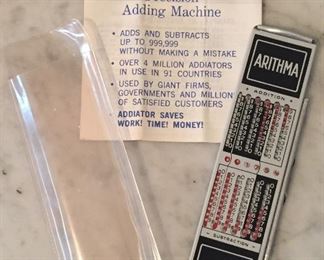 Precision
Adding Machine
• ADDS AND SUBTRACTS
UP TO 999,999
WITHOUT MAKING A MISTAKE
• OVER 4 MILLION ADDIATORS
IN USE IN 91 COUNTRIES
• USED BY GIANT FIRMS,
GOVERNMENTS AND MILLION
OF SATISFIED CUSTOMERS
• ADDIATOR SAVES
WORK! TIME! MONEY!
ARITHMA
ADDITION
SUBTRACTION